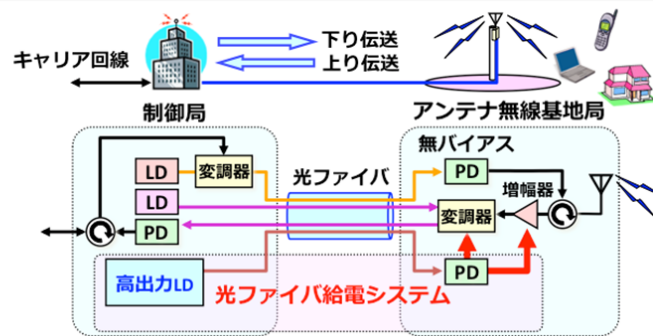 下り伝送
キャリア回線
上り伝送
制御局
アンテナ無線基地局
無バイアス
LD
変調器
光ファイバ
PD
増幅器
LD
変調器
PD
高出力LD
光ファイバ給電システム
PD